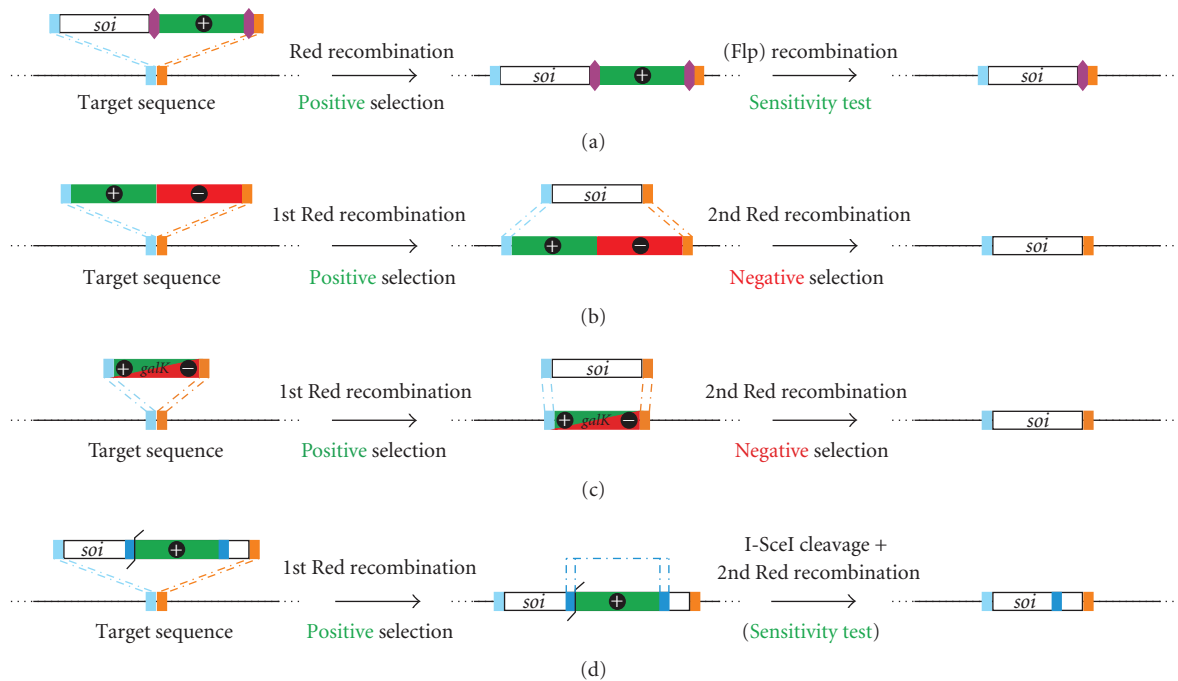 soi +
Red recombination
(Flp) recombination
soi +
soi
Target sequence
Positive selection
Sensitivity test
(a)
+ −
soi
1st Red recombination
2nd Red recombination
+ −
soi
Target sequence
Positive selection
Negative selection
(b)
+ galK −
soi
1st Red recombination
2nd Red recombination
+ galK −
soi
Target sequence
Positive selection
Negative selection
(c)
soi +
I-SceI cleavage +
1st Red recombination
2nd Red recombination
soi +
soi
Target sequence
Positive selection
(Sensitivity test)
(d)